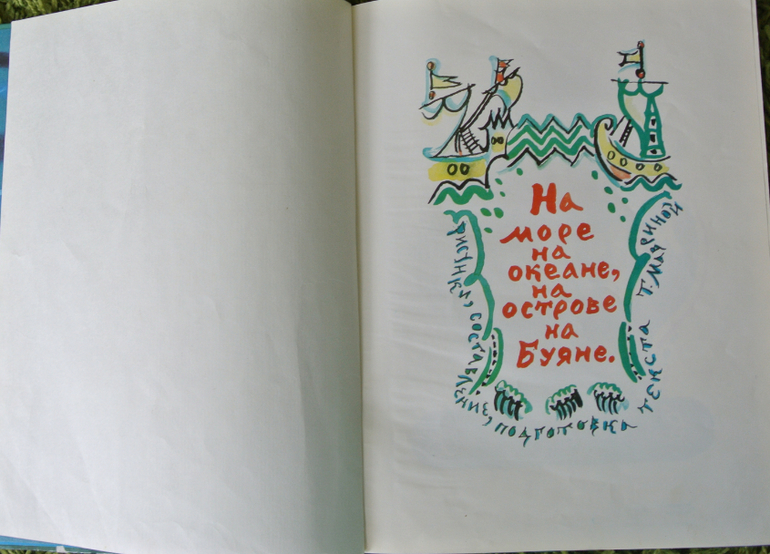 На
море
на
океане,
на
острове
на
Буяне.
рисунки, составление, подготовка текста Т. Мавриной